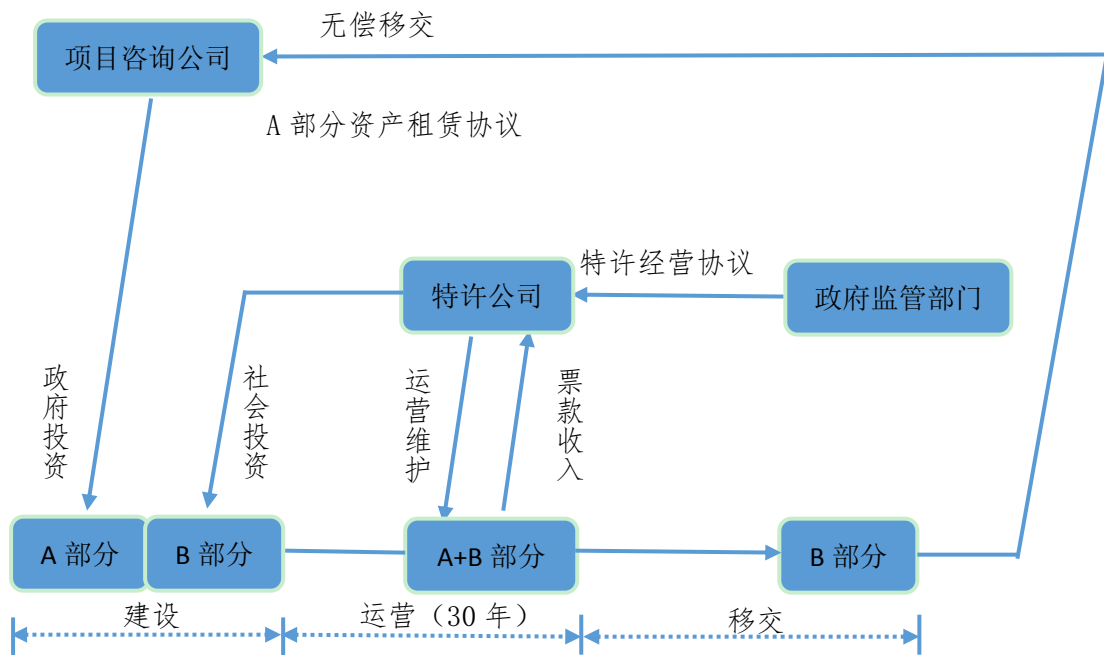 无偿移交
项目咨询公司
A 部分资产租赁协议
特许经营协议
特许公司
政府监管部门
政府投资
社会投资
运营维护
票款收入
A 部分
B 部分
A+B 部分
B 部分
建设
运营（30 年）
移交